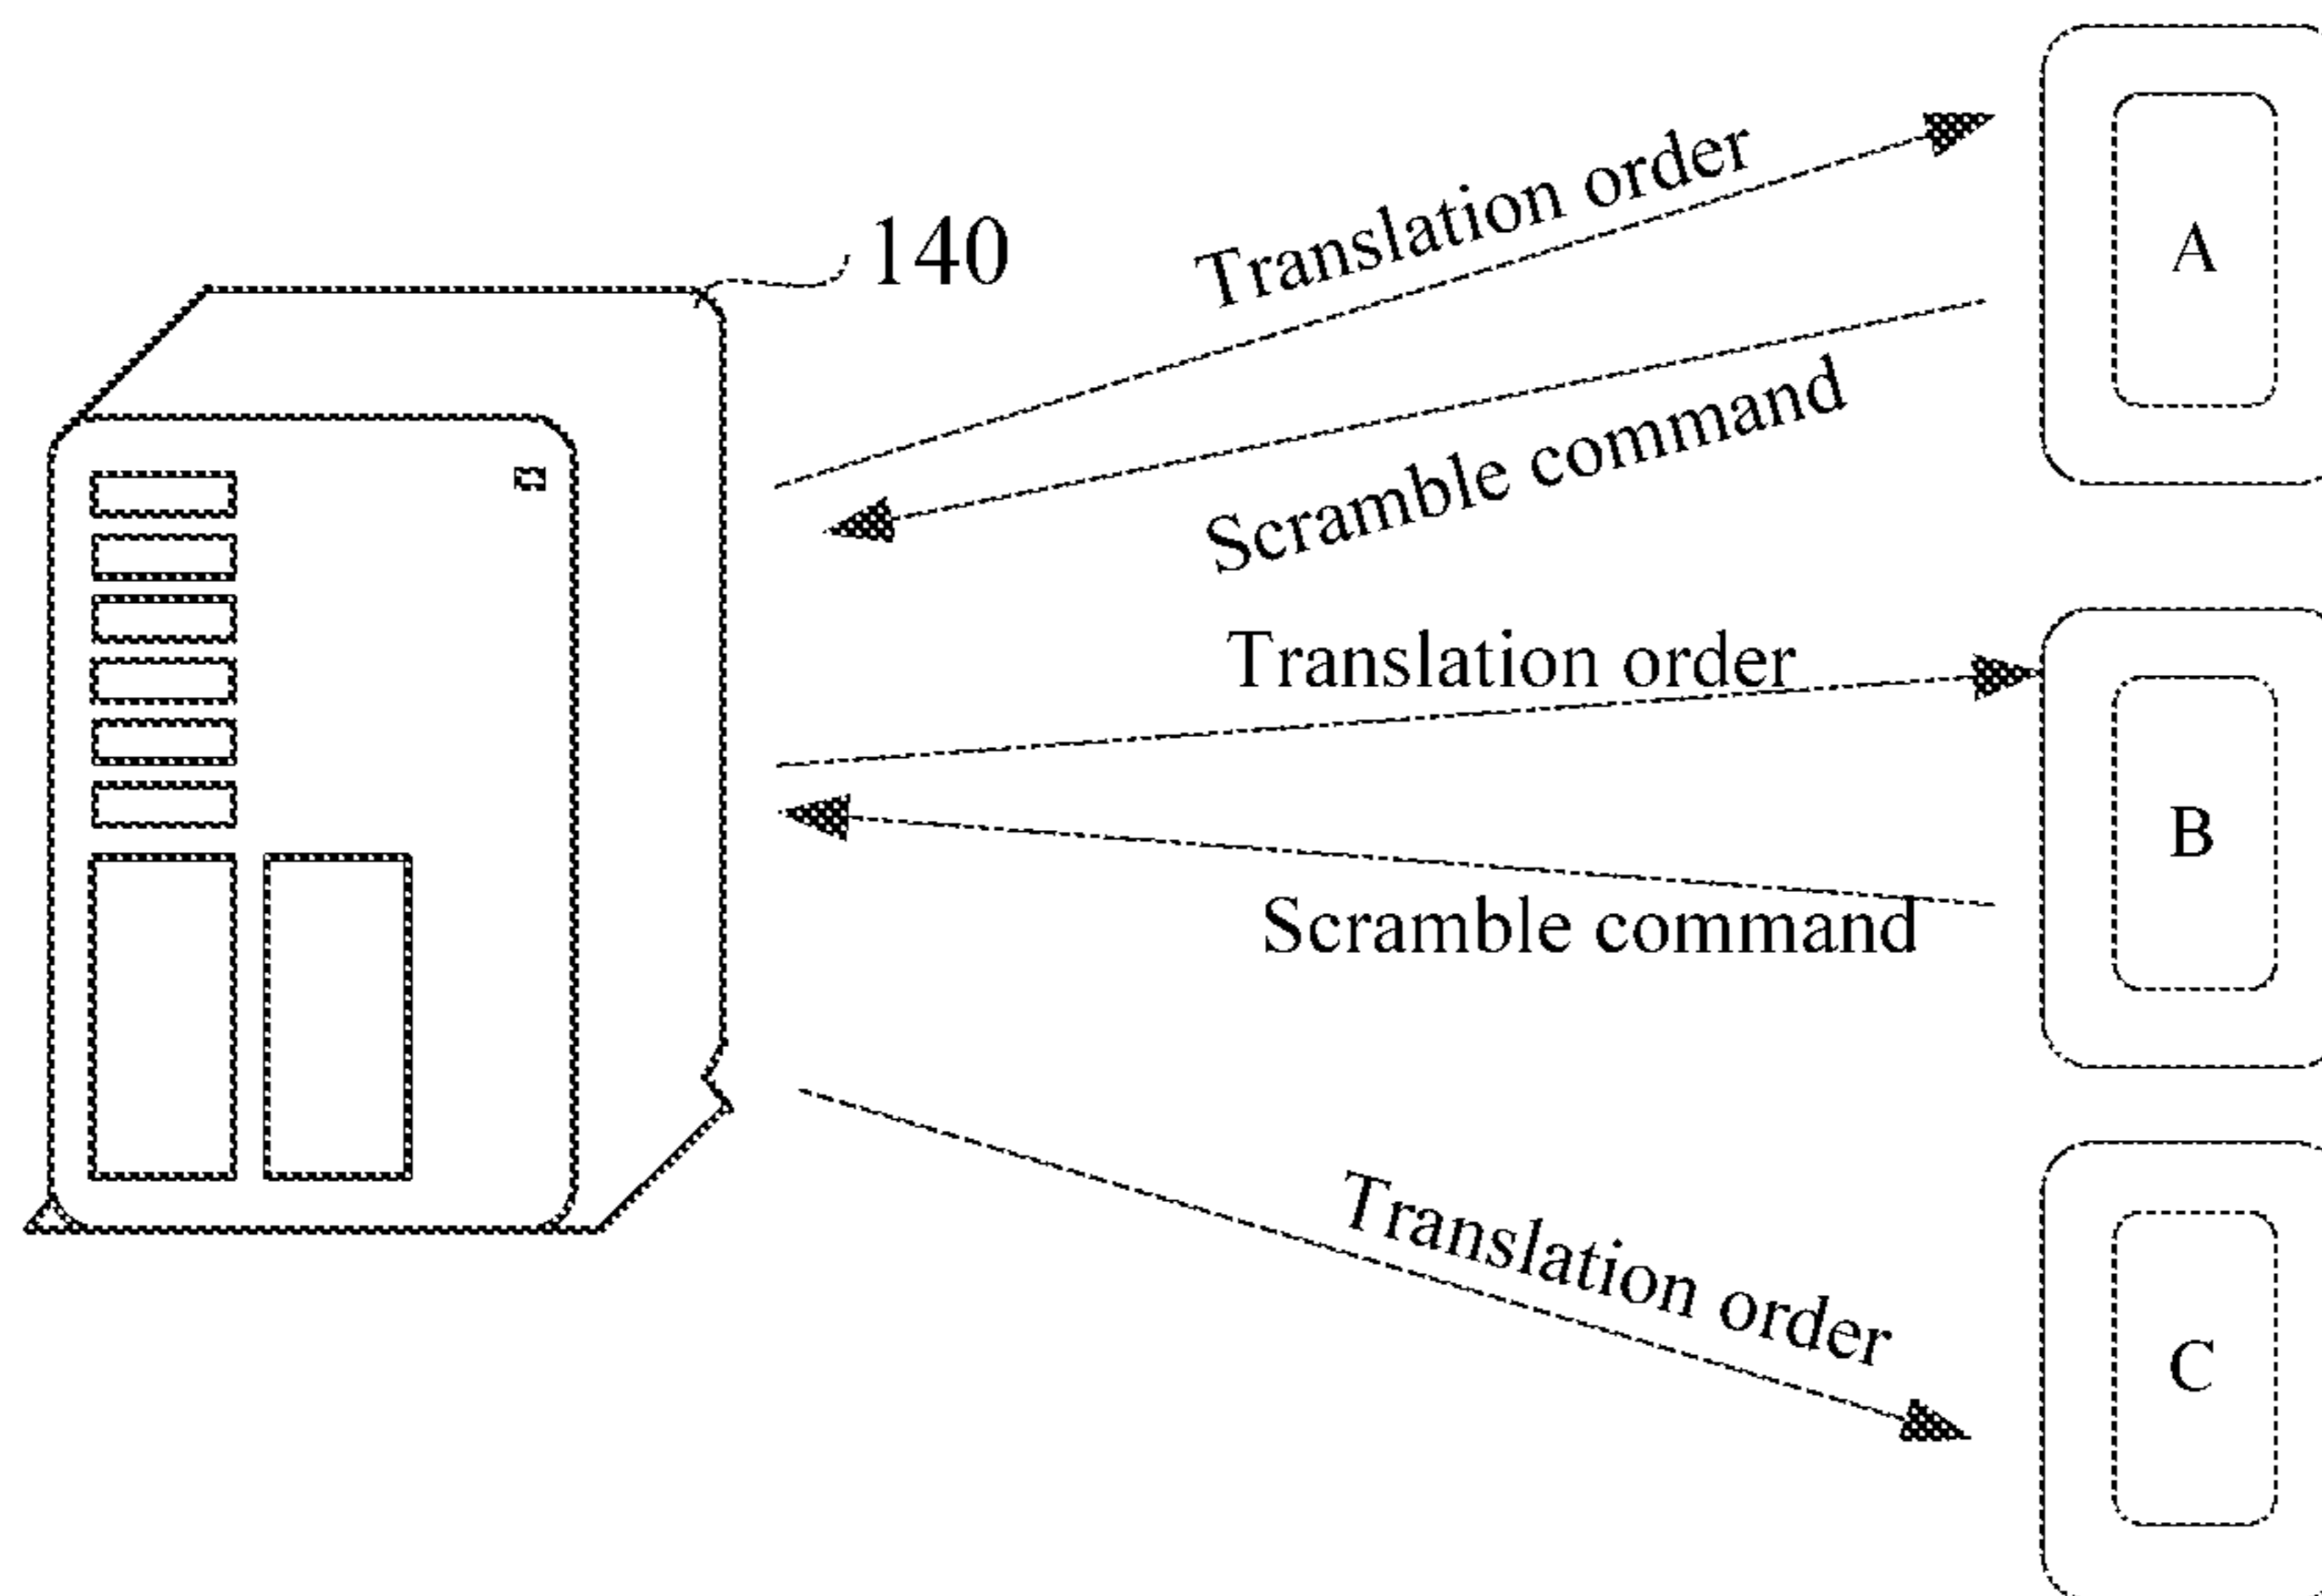 140
Translation order
A
Scramble command
Translation order
B
Scramble command
Translation order
C